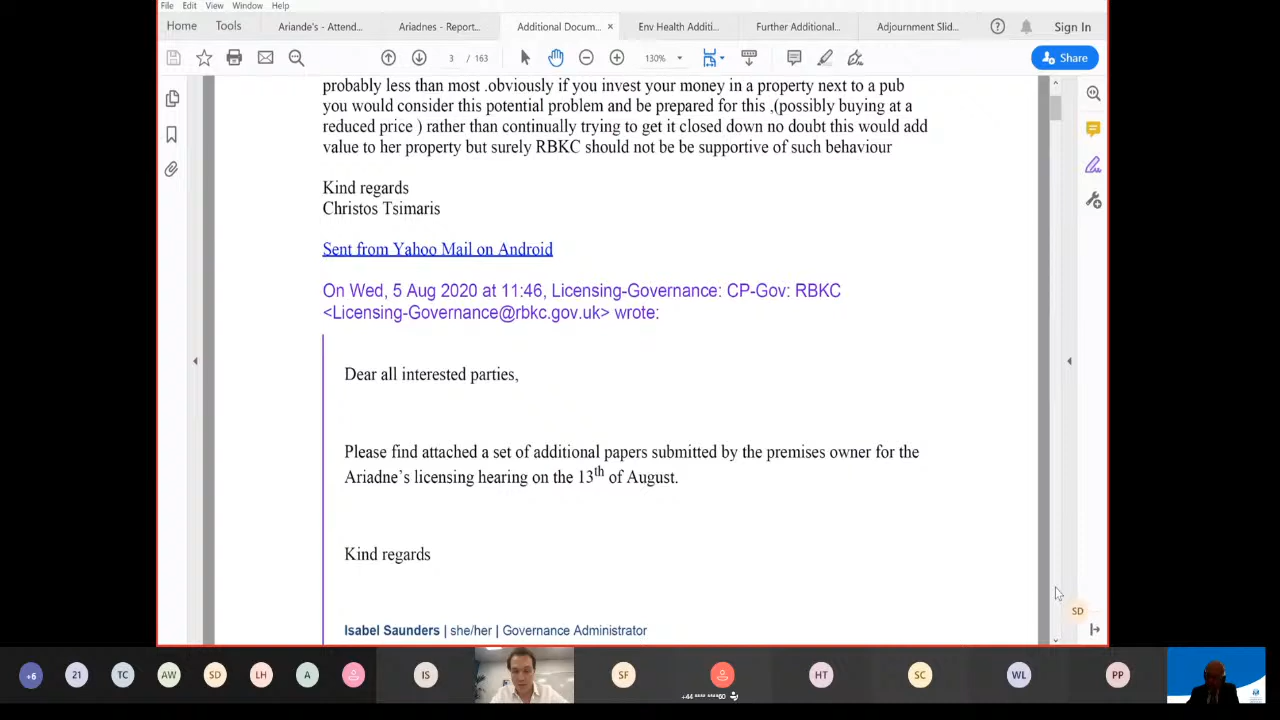 File Edit View Window Help
Home Tools Ariande's - Attend... Ariadnes - Report... Additional Docum... × Env Health Additi... Further Additional... Adjournment Slid... Sign In
3 / 163 130% Share
probably less than most .obviously if you invest your money in a property next to a pub
you would consider this potential problem and be prepared for this ,(possibly buying at a
reduced price ) rather than continually trying to get it closed down no doubt this would add
value to her property but surely RBKC should not be be supportive of such behaviour
Kind regards
Christos Tsimaris
Sent from Yahoo Mail on Android
On Wed, 5 Aug 2020 at 11:46, Licensing-Governance: CP-Gov: RBKC
<Licensing-Governance@rbkc.gov.uk> wrote:
Dear all interested parties,
Please find attached a set of additional papers submitted by the premises owner for the
Ariadne's licensing hearing on the 13th of August.
Kind regards
SD
Isabel Saunders | she/her | Governance Administrator
+6 21 TC AW SD LH A IS SF HT SC WL PP
+44 *** ****60